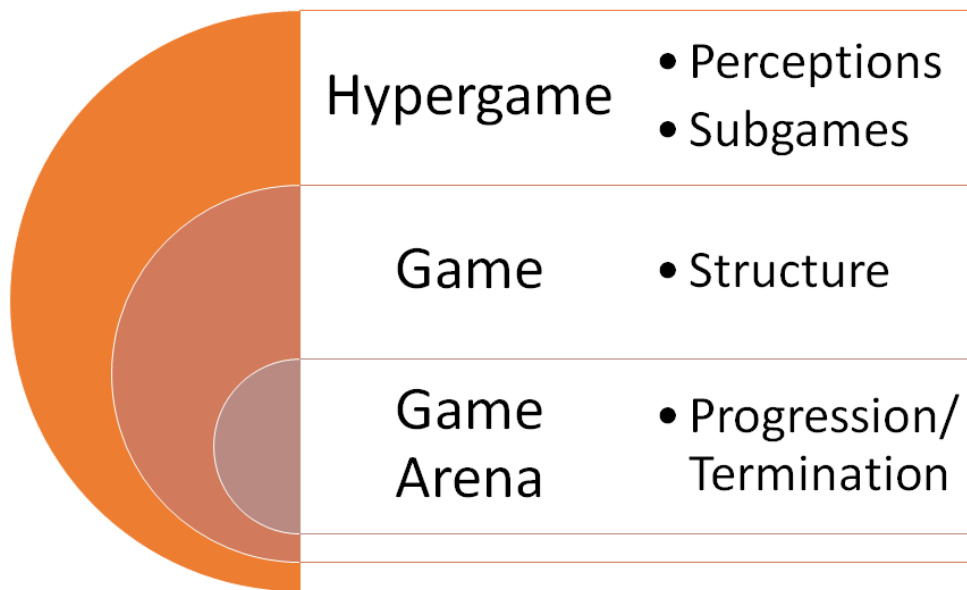 Hypergame
• Perceptions
• Subgames
Game
• Structure
Game
Arena
• Progression/
Termination